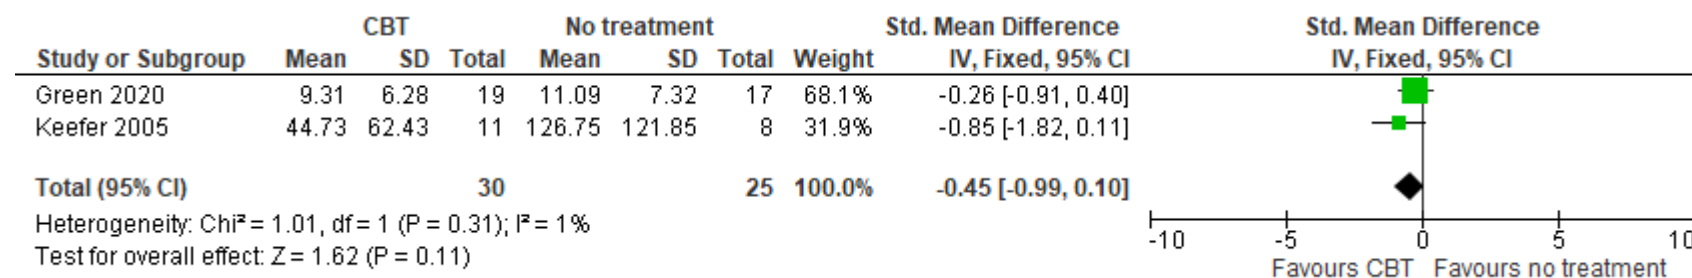 CBT No treatment Std. Mean Difference Std. Mean Difference
Study or Subgroup Mean SD Total Mean SD Total Weight IV, Fixed, 95% CI IV, Fixed, 95% CI
Green 2020 9.31 6.28 19 11.09 7.32 17 68.1% -0.26 [-0.91, 0.40]
Keefer 2005 44.73 62.43 11 126.75 121.85 8 31.9% -0.85 [-1.82, 0.11]
Total (95% CI) 30 25 100.0% -0.45 [-0.99, 0.10]
Heterogeneity: Chi² = 1.01, df = 1 (P = 0.31); I² = 1%
Test for overall effect: Z = 1.62 (P = 0.11)
-10 -5 0 5 10
Favours CBT Favours no treatment